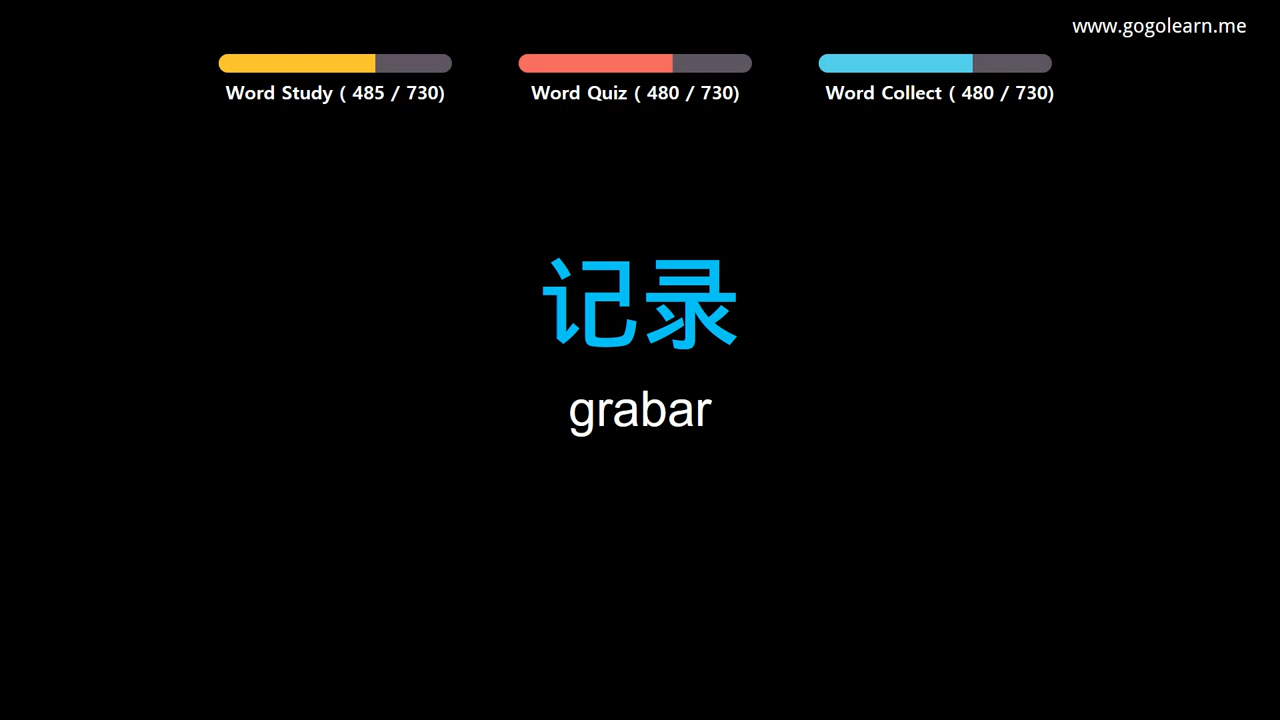 www.gogolearn.me
Word Study ( 485 / 730)
Word Quiz ( 480 / 730)
Word Collect ( 480 / 730)
记录
grabar